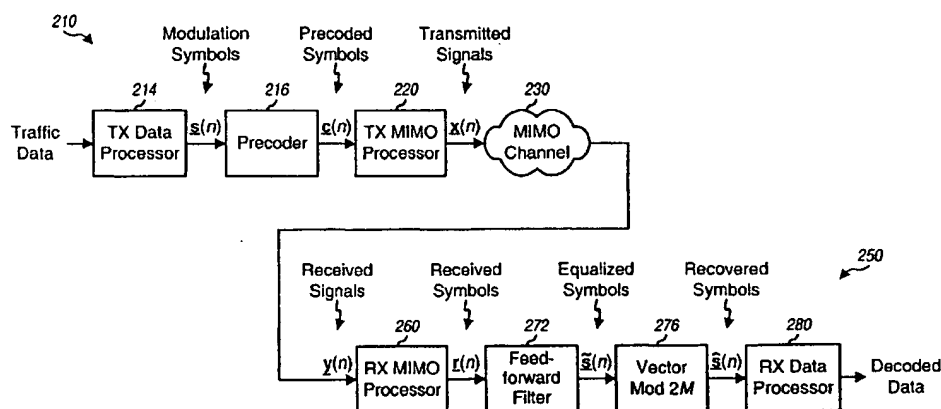 210
Modulation
Symbols
Precoded
Symbols
Transmitted
Signals
214
216
220
230
Traffic
Data
TX Data
Processor
s(n)
Precoder
c(n)
TX MIMO
Processor
x(n)
MIMO
Channel
250
Received
Signals
Received
Symbols
Equalized
Symbols
Recovered
Symbols
260
272
276
280
y(n)
RX MIMO
Processor
r(n)
Feed-
forward
Filter
s̃(n)
Vector
Mod 2M
s̃(n)
RX Data
Processor
Decoded
Data